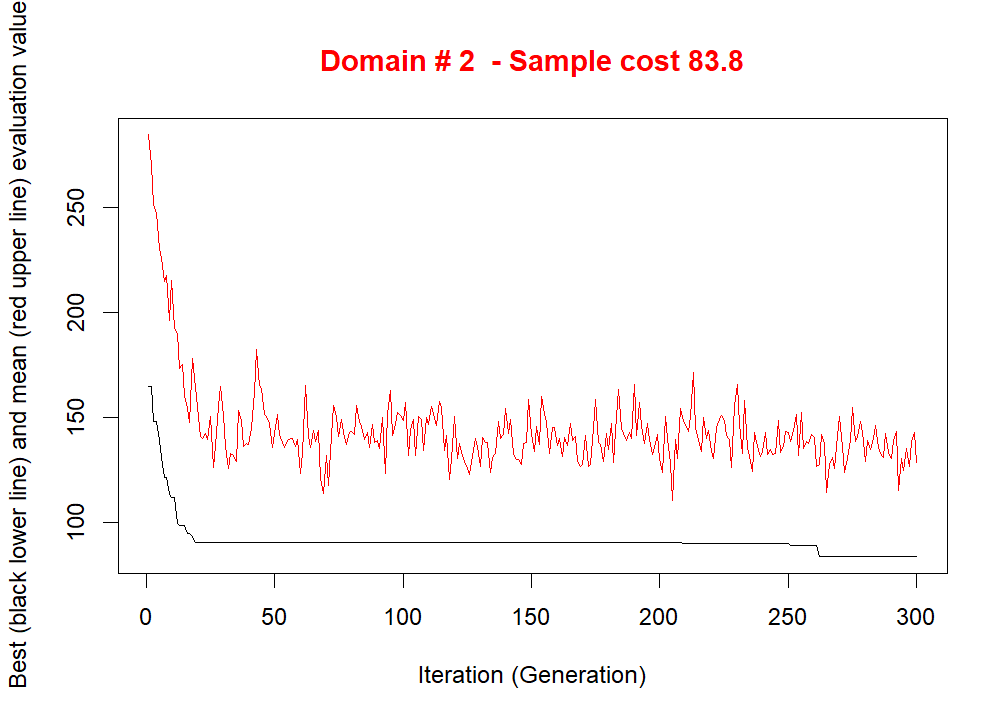 Domain # 2  - Sample cost 83.8
Best (black lower line) and mean (red upper line) evaluation value
250
200
150
100
0 50 100 150 200 250 300
Iteration (Generation)